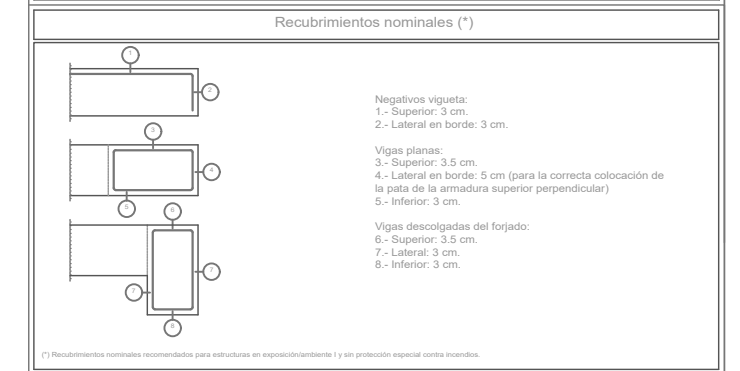 Recubrimientos nominales (*)
1
2
3
4
5
6
7
7
8
Negativos vigueta:
1.- Superior: 3 cm.
2.- Lateral en borde: 3 cm.
Vigas planas:
3.- Superior: 3.5 cm.
4.- Lateral en borde: 5 cm (para la correcta colocación de
la pata de la armadura superior perpendicular)
5.- Inferior: 3 cm.
Vigas descolgadas del forjado:
6.- Superior: 3.5 cm.
7.- Lateral: 3 cm.
8.- Inferior: 3 cm.
(*) Recubrimientos nominales recomendados para estructuras en exposición/ambiente I y sin protección especial contra incendios.